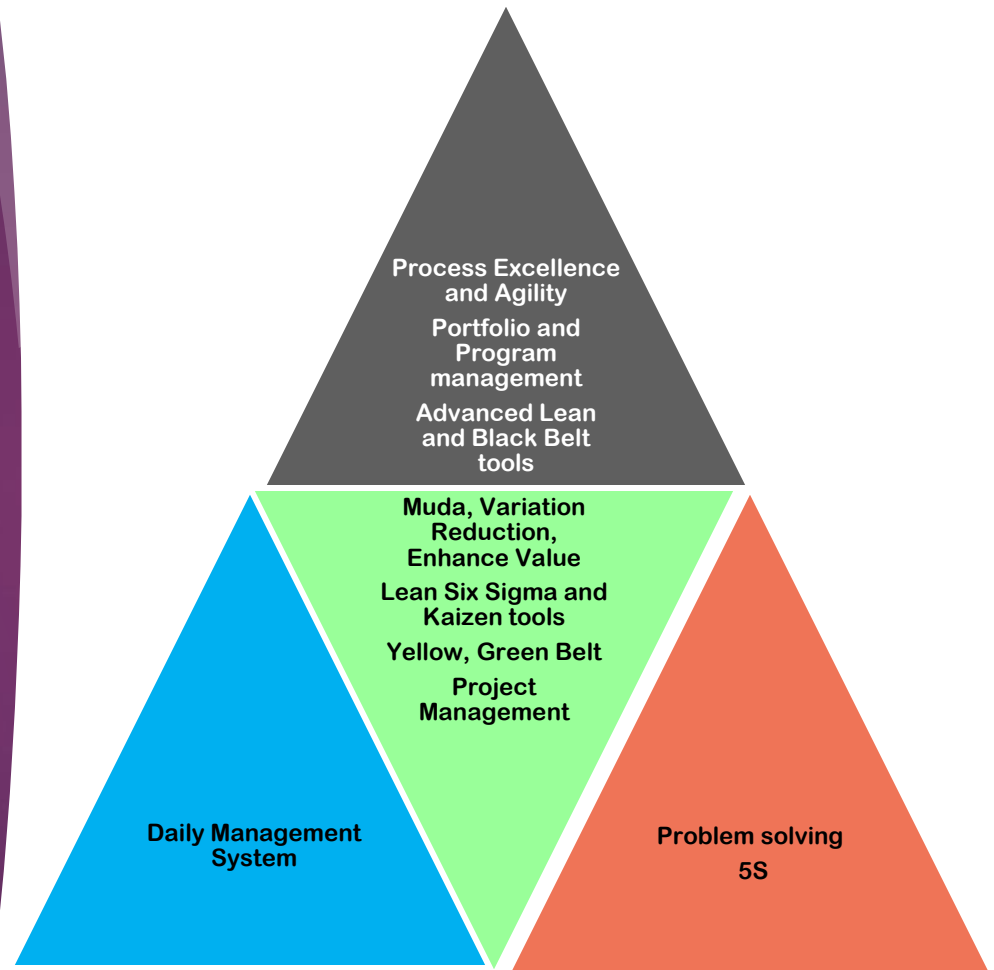 Process Excellence
and Agility
Portfolio and
Program
management
Advanced Lean
and Black Belt
tools
Muda, Variation
Reduction,
Enhance Value
Lean Six Sigma and
Kaizen tools
Yellow, Green Belt
Project
Management
Daily Management
System
Problem solving
5S